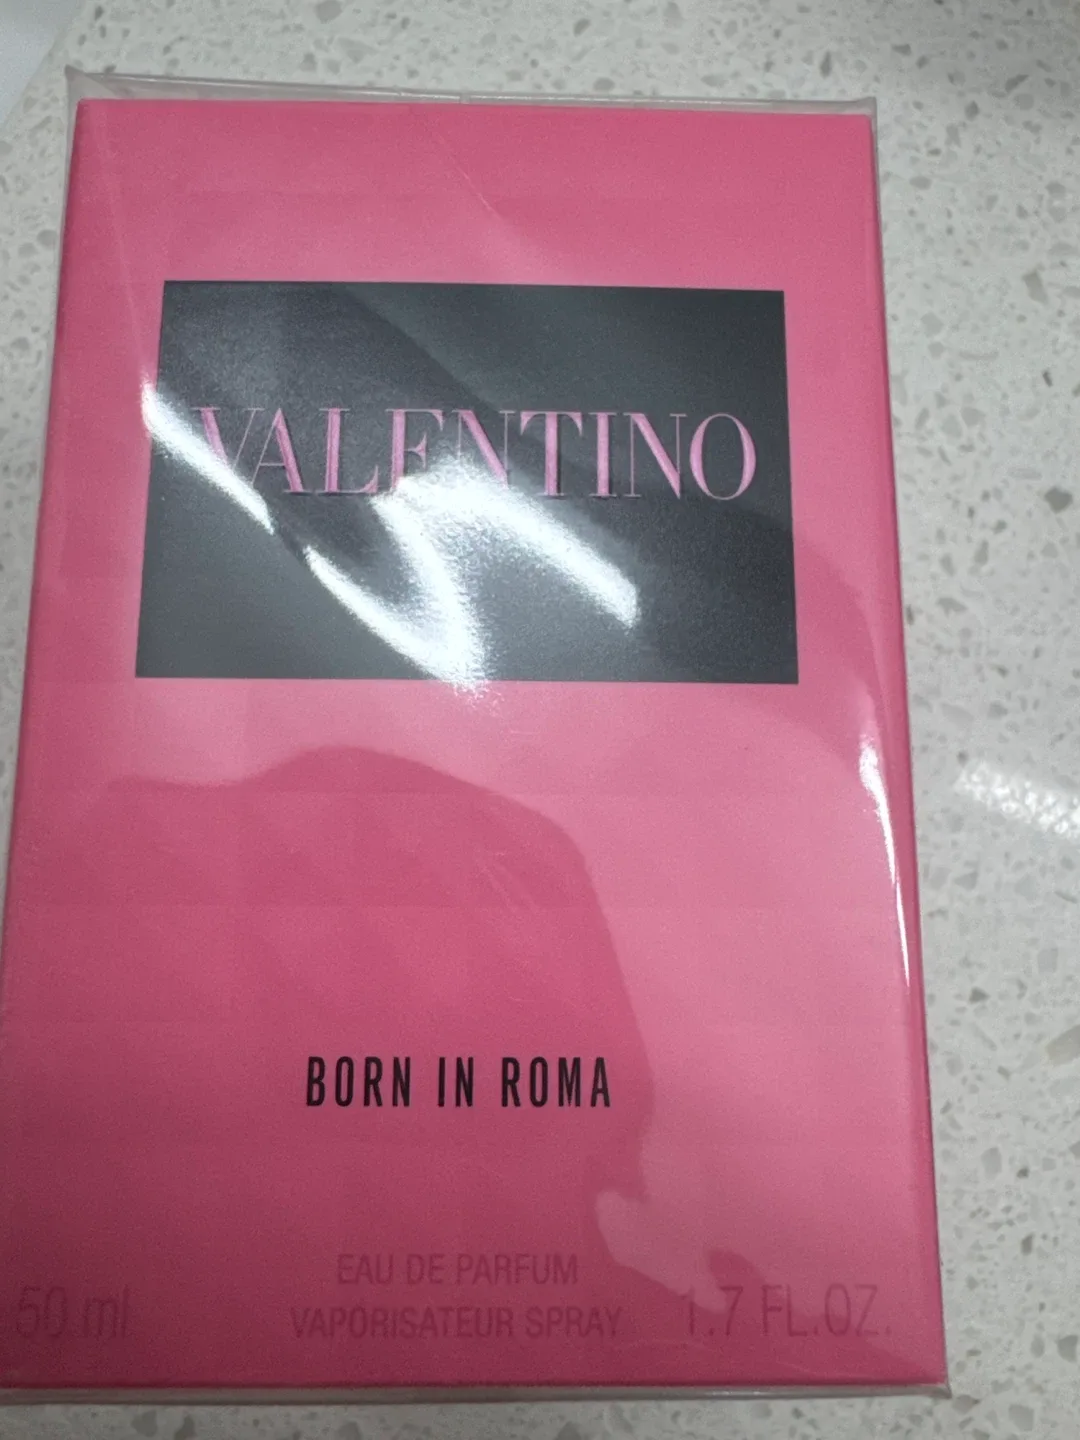 VALENTINO
BORN IN ROMA
EAU DE PARFUM
50 ml VAPORISATEUR SPRAY 1.7 FL.OZ.